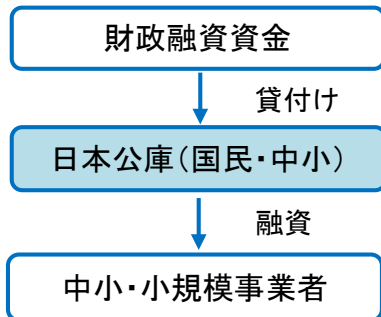 財政融資資金
貸付け
日本公庫（国民・中小）
融資
中小・小規模事業者